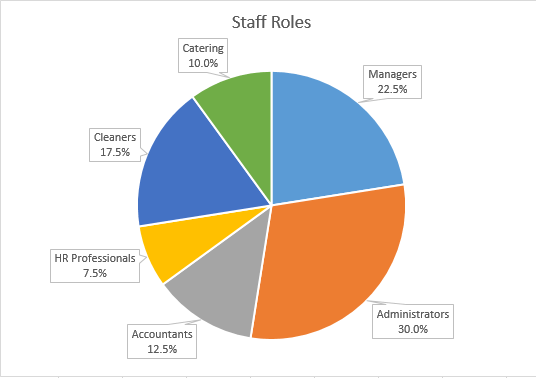 Staff Roles
Catering
10.0%
Managers
22.5%
Cleaners
17.5%
HR Professionals
7.5%
Administrators
30.0%
Accountants
12.5%